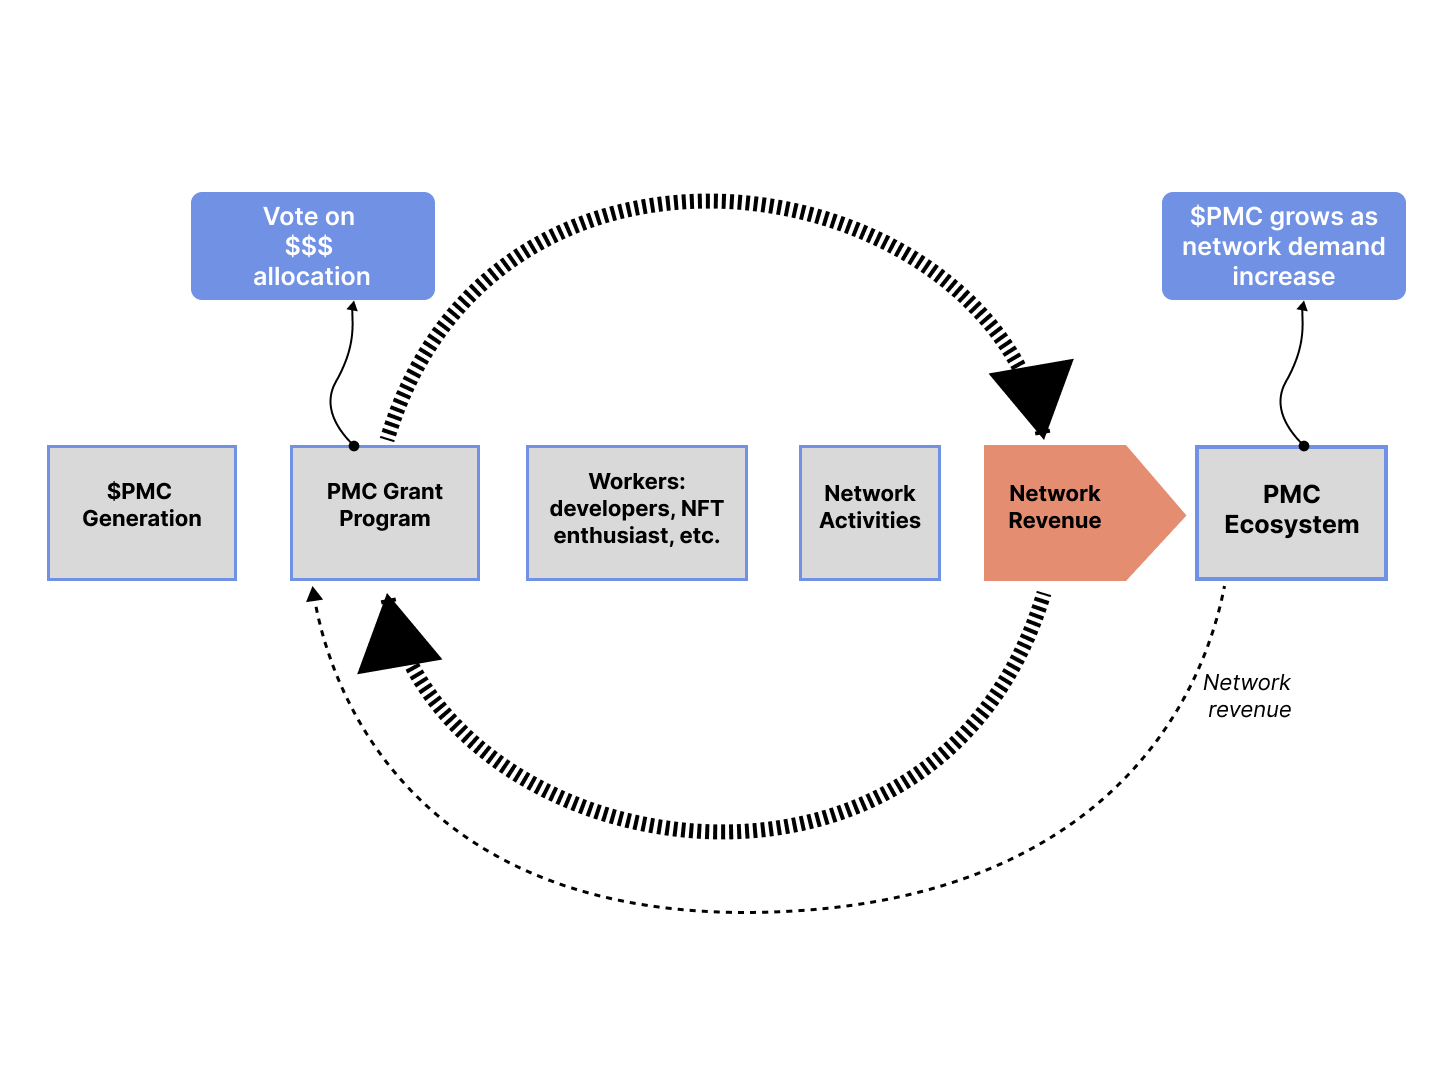 Vote on
$$$
allocation
$PMC grows as
network demand
increase
$PMC
Generation
PMC Grant
Program
Workers:
developers, NFT
enthusiast, etc.
Network
Activities
Network
Revenue
PMC
Ecosystem
Network
revenue